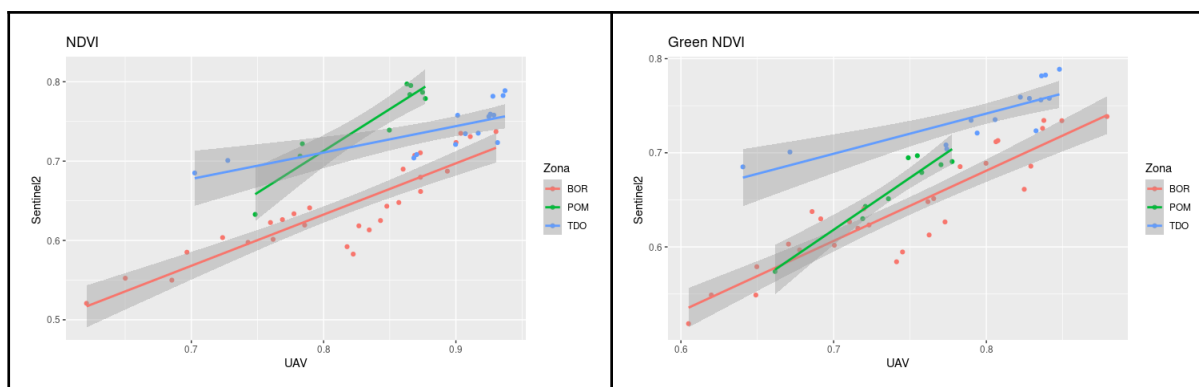 NDVI
0.8
0.7
0.6
0.5
Sentinel2
0.7
0.8
0.9
UAV
Zona
BOR
POM
TDO
Green NDVI
0.8
0.7
0.6
Sentinel2
0.6
0.7
0.8
UAV
Zona
BOR
POM
TDO